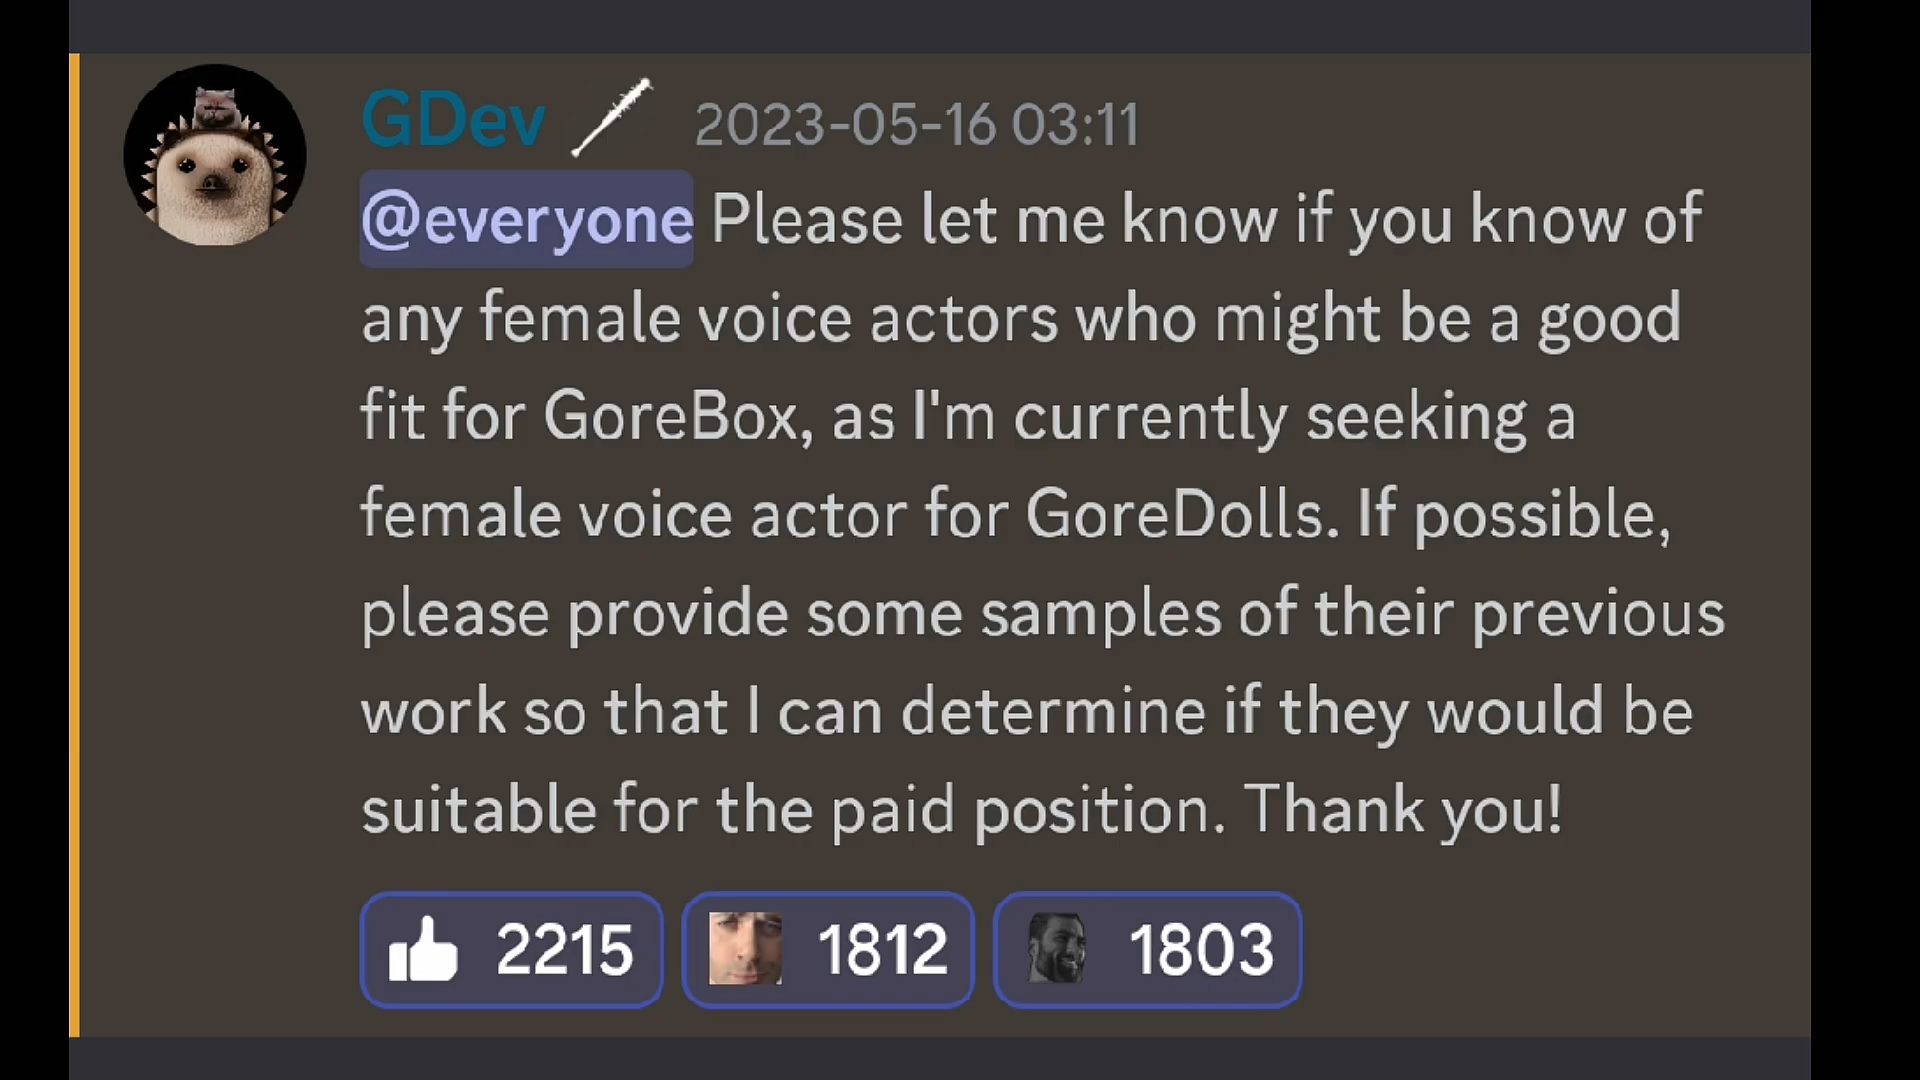 GDev 2023-05-16 03:11
@everyone Please let me know if you know of
any female voice actors who might be a good
fit for GoreBox, as I'm currently seeking a
female voice actor for GoreDolls. If possible,
please provide some samples of their previous
work so that I can determine if they would be
suitable for the paid position. Thank you!
2215 1812 1803